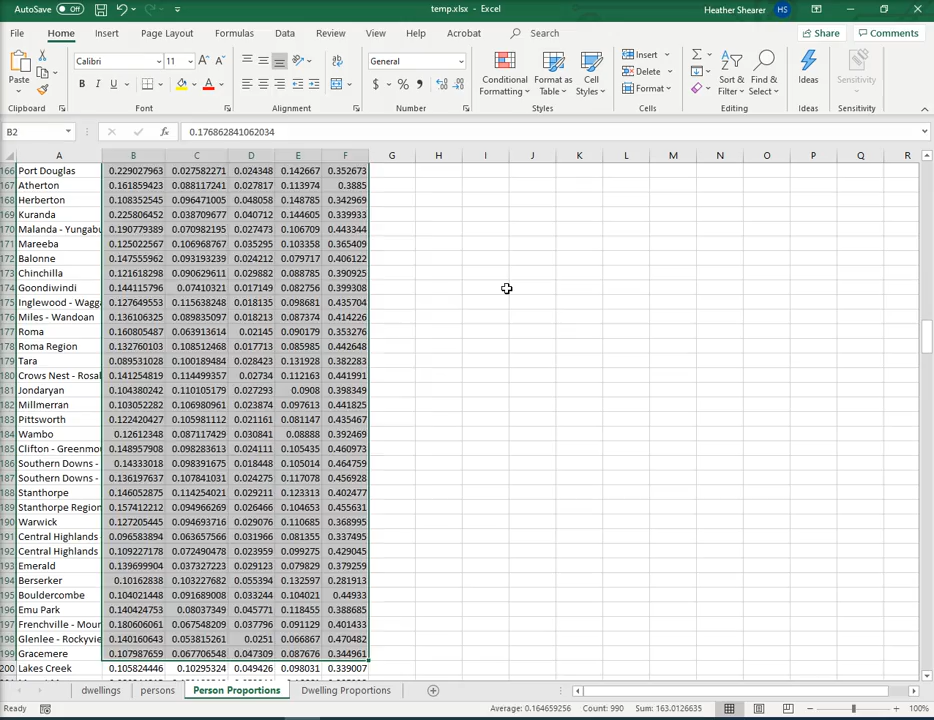 AutoSave Off temp.xlsx - Excel Heather Shearer HS
File Home Insert Page Layout Formulas Data Review View Help Acrobat Search Share Comments
Paste Calibri 11 General Conditional Formatting Format as Table Cell Styles Insert Delete Format Sort & Filter Find & Select Ideas Sensitivity
Clipboard Font Alignment Number Styles Cells Editing Ideas Sensitivity
B2 fx 0.176862841062034
A B C D E F G H I J K L M N O P Q R
166 Port Douglas 0.229027963 0.027582271 0.024348 0.142667 0.352673
167 Atherton 0.161859423 0.088117241 0.027817 0.113974 0.3885
168 Herberton 0.108352545 0.096471005 0.048058 0.148785 0.342969
169 Kuranda 0.225806452 0.038709677 0.040712 0.144605 0.339933
170 Malanda - Yungabu 0.190779389 0.070982195 0.027473 0.106709 0.443344
171 Mareeba 0.125022567 0.106968767 0.035295 0.103358 0.365409
172 Balonne 0.147555962 0.093193239 0.024212 0.079717 0.406122
173 Chinchilla 0.121618298 0.090629611 0.029882 0.088785 0.390925
174 Goondiwindi 0.144115796 0.07410321 0.017149 0.082756 0.399308
175 Inglewood - Wagga 0.127649553 0.115638248 0.018135 0.098681 0.435704
176 Miles - Wandoan 0.136106325 0.089835097 0.018213 0.087374 0.414226
177 Roma 0.160805487 0.063913614 0.02145 0.090179 0.353276
178 Roma Region 0.132760103 0.108512468 0.017713 0.085985 0.442648
179 Tara 0.089531028 0.100189484 0.028423 0.131928 0.382283
180 Crows Nest - Rosal 0.141254819 0.114499357 0.02734 0.112163 0.441991
181 Jondaryan 0.104380242 0.110105179 0.027293 0.0908 0.398349
182 Millmerran 0.103052282 0.106980961 0.023874 0.097613 0.441825
183 Pittsworth 0.122420427 0.105981112 0.021161 0.081147 0.435467
184 Wambo 0.12612348 0.087117429 0.030841 0.08888 0.392469
185 Clifton - Greenmou 0.148957908 0.098283613 0.024111 0.105435 0.460973
186 Southern Downs - 0.14333018 0.098391675 0.018448 0.105014 0.464759
187 Southern Downs - 0.136197637 0.107841031 0.024275 0.117078 0.456928
188 Stanthorpe 0.146052875 0.114254021 0.029211 0.123313 0.402477
189 Stanthorpe Region 0.157412212 0.094966269 0.026466 0.104653 0.455631
190 Warwick 0.127205445 0.094693716 0.029076 0.110685 0.368995
191 Central Highlands 0.096583894 0.063657566 0.031966 0.081355 0.337495
192 Central Highlands 0.109227178 0.072490478 0.023959 0.099275 0.429045
193 Emerald 0.139699904 0.037327223 0.029123 0.079829 0.379259
194 Berserker 0.10162838 0.103227682 0.055394 0.132597 0.281913
195 Bouldercombe 0.104021448 0.091689008 0.033244 0.104021 0.44933
196 Emu Park 0.140424753 0.08037349 0.045771 0.118455 0.388685
197 Frenchville - Moun 0.180606061 0.067548209 0.037796 0.091129 0.401433
198 Glenlee - Rockyvie 0.140160643 0.053815261 0.0251 0.066867 0.470482
199 Gracemere 0.107987659 0.067706548 0.047309 0.087676 0.344961
200 Lakes Creek 0.105824446 0.10295324 0.049426 0.098031 0.339007
dwellings persons Person Proportions Dwelling Proportions
Ready Average: 0.164659256 Count: 990 Sum: 163.0126635 100%